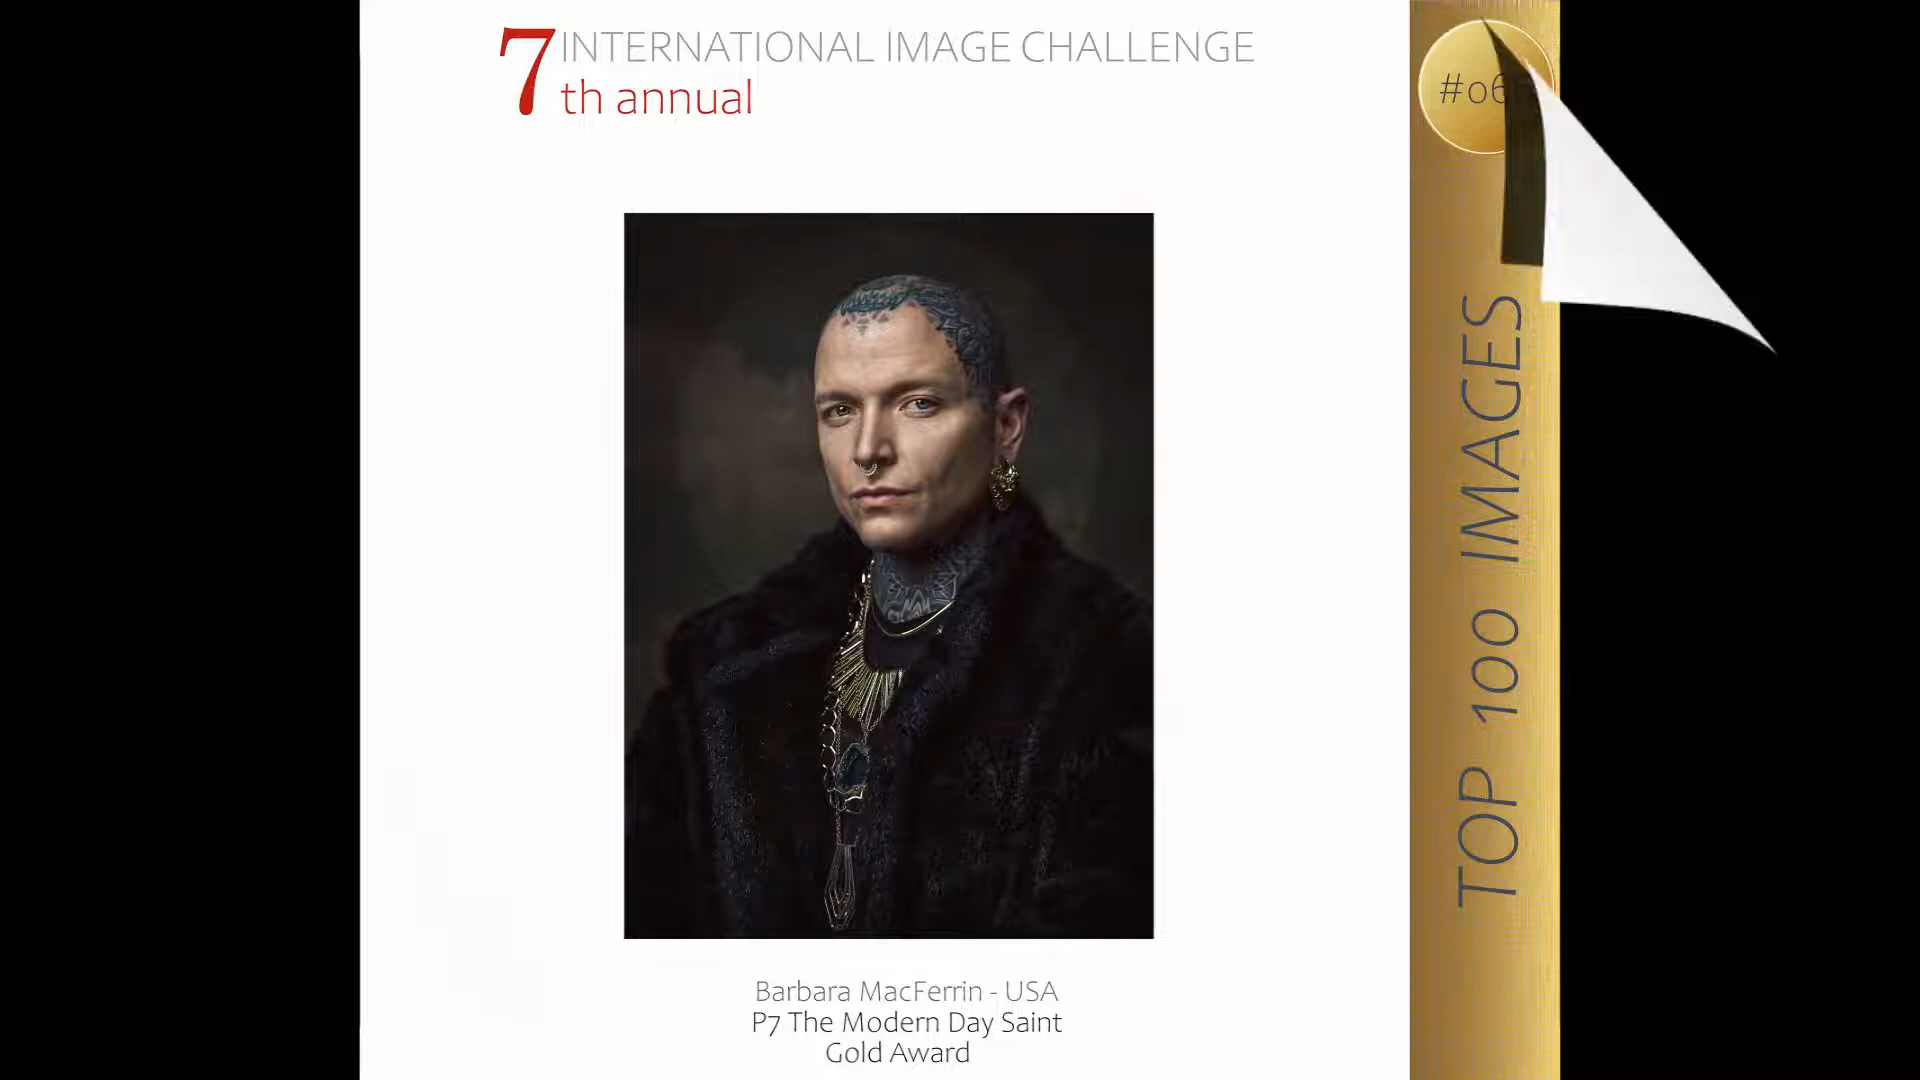 7 INTERNATIONAL IMAGE CHALLENGE
th annual
TOP 100 IMAGES
Barbara MacFerrin - USA
P7 The Modern Day Saint
Gold Award